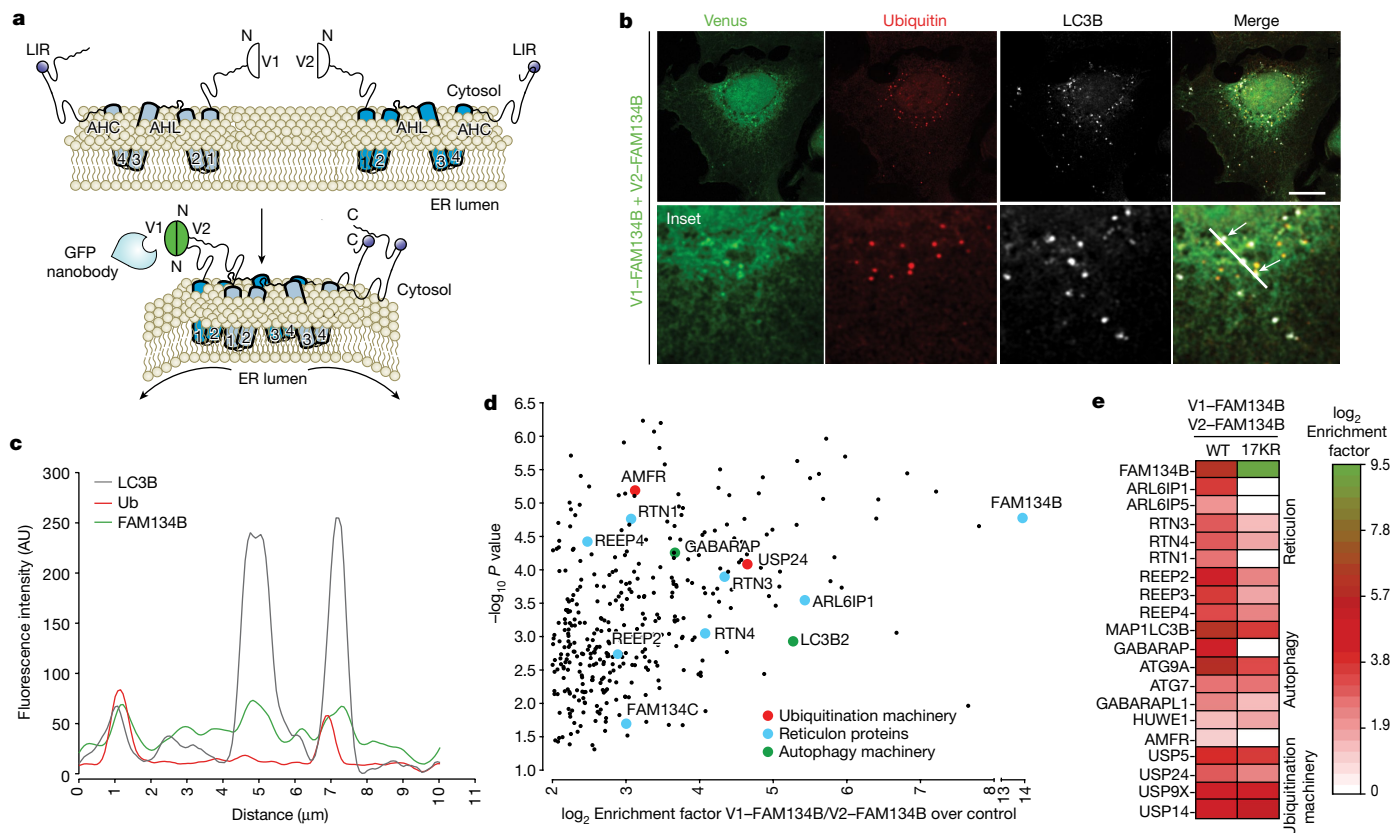 a
LIR
N
N
V1
V2
LIR
Cytosol
AHC
AHL
AHL
AHC
4 3
2 1
1 2
3 4
ER lumen
N
V1
V2
N
GFP
nanobody
C
C
Cytosol
1 2
1 2
3 4
3 4
ER lumen
b
Venus
Ubiquitin
LC3B
Merge
V1–FAM134B + V2–FAM134B
Inset
c
Fluorescence intensity (AU)
300
250
200
150
100
50
0
LC3B
Ub
FAM134B
0 1 2 3 4 5 6 7 8 9 10 11
Distance (μm)
d
–log10 P value
6.5
6.0
5.5
5.0
4.5
4.0
3.5
3.0
2.5
2.0
1.5
1.0
AMFR
FAM134B
RTN1
REEP4
GABARAP
USP24
RTN3
ARL6IP1
RTN4
LC3B2
REEP2
FAM134C
Ubiquitination machinery
Reticulon proteins
Autophagy machinery
2 3 4 5 6 7 8 13 14
log2 Enrichment factor V1–FAM134B/V2–FAM134B over control
e
V1–FAM134B
V2–FAM134B
WT 17KR
log2
Enrichment
factor
FAM134B
ARL6IP1
ARL6IP5
RTN3
RTN4
RTN1
REEP2
REEP3
REEP4
MAP1LC3B
GABARAP
ATG9A
ATG7
GABARAPL1
HUWE1
AMFR
USP5
USP24
USP9X
USP14
Reticulon
Autophagy
Ubiquitination
machinery
9.5
7.8
5.7
3.8
1.9
0